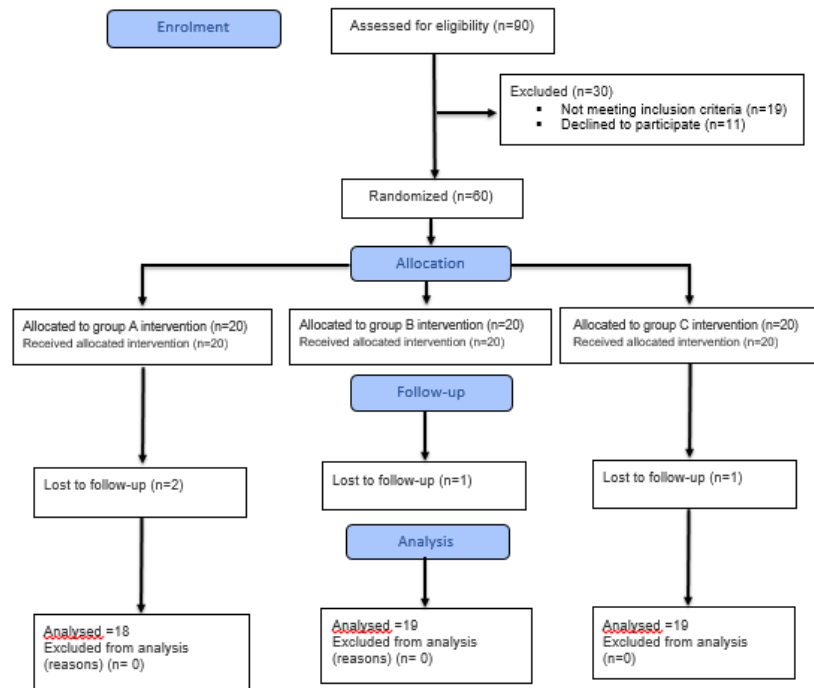 Enrolment
Assessed for eligibility (n=90)
Excluded (n=30)
▪ Not meeting inclusion criteria (n=19)
▪ Declined to participate (n=11)
Randomized (n=60)
Allocation
Allocated to group A intervention (n=20)
Received allocated intervention (n=20)
Allocated to group B intervention (n=20)
Received allocated intervention (n=20)
Allocated to group C intervention (n=20)
Received allocated intervention (n=20)
Follow-up
Lost to follow-up (n=2)
Lost to follow-up (n=1)
Lost to follow-up (n=1)
Analysis
Analysed =18
Excluded from analysis
(reasons) (n= 0)
Analysed =19
Excluded from analysis
(reasons) (n= 0)
Analysed =19
Excluded from analysis
(n=0)